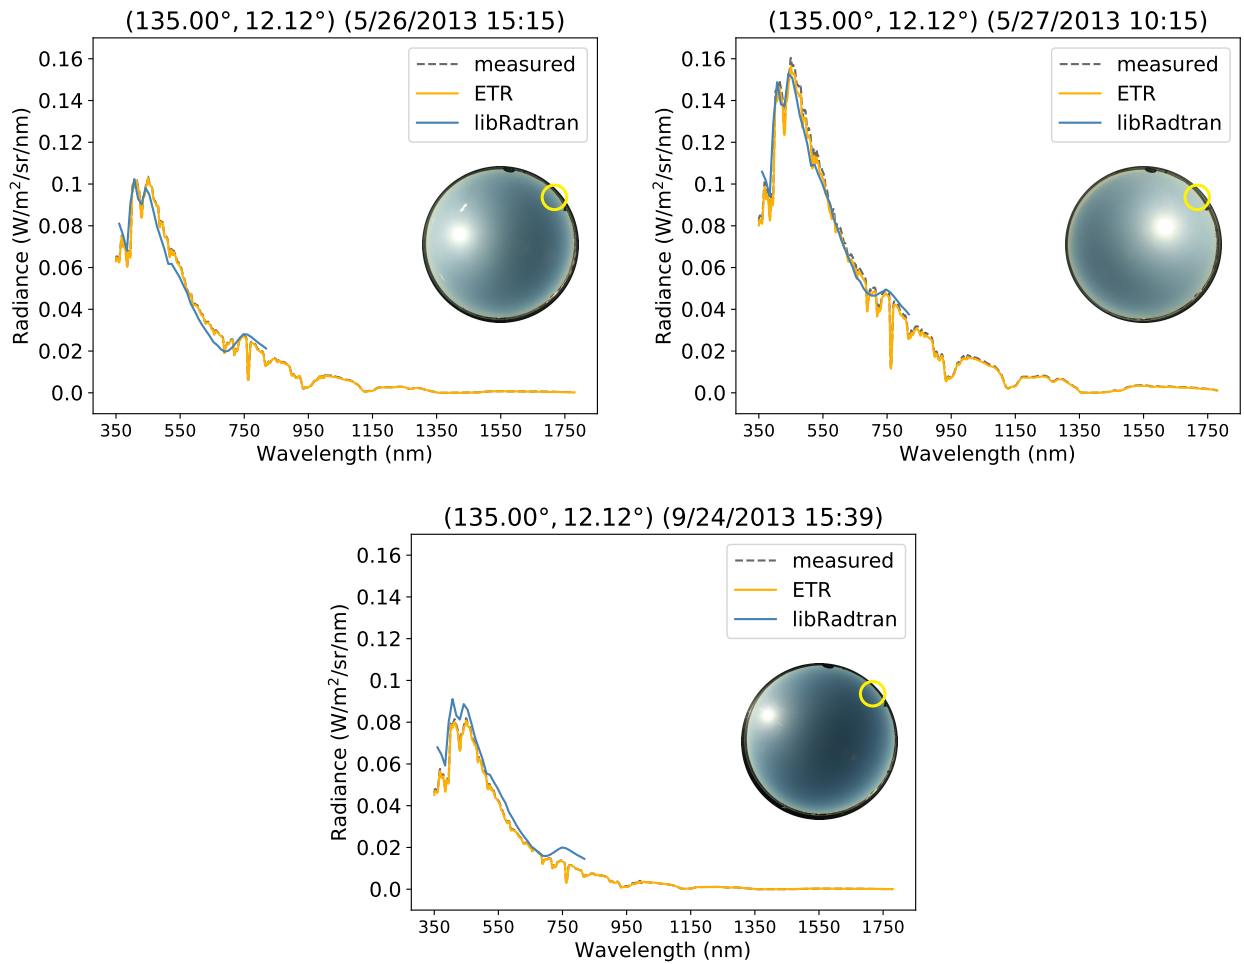 (135.00°, 12.12°) (5/26/2013 15:15)
Radiance (W/m²/sr/nm)
0.16
0.14
0.12
0.1
0.08
0.06
0.04
0.02
0.0
measured
ETR
libRadtran
350 550 750 950 1150 1350 1550 1750
Wavelength (nm)
(135.00°, 12.12°) (5/27/2013 10:15)
Radiance (W/m²/sr/nm)
0.16
0.14
0.12
0.1
0.08
0.06
0.04
0.02
0.0
measured
ETR
libRadtran
350 550 750 950 1150 1350 1550 1750
Wavelength (nm)
(135.00°, 12.12°) (9/24/2013 15:39)
Radiance (W/m²/sr/nm)
0.16
0.14
0.12
0.1
0.08
0.06
0.04
0.02
0.0
measured
ETR
libRadtran
350 550 750 950 1150 1350 1550 1750
Wavelength (nm)